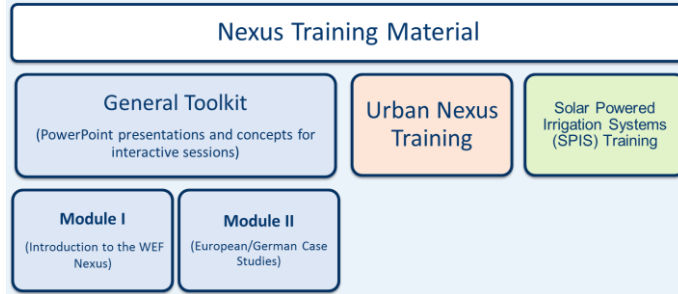 Nexus Training Material
General Toolkit
(PowerPoint presentations and concepts for
interactive sessions)
Urban Nexus
Training
Solar Powered
Irrigation Systems
(SPIS) Training
Module I
(Introduction to the WEF
Nexus)
Module II
(European/German Case
Studies)